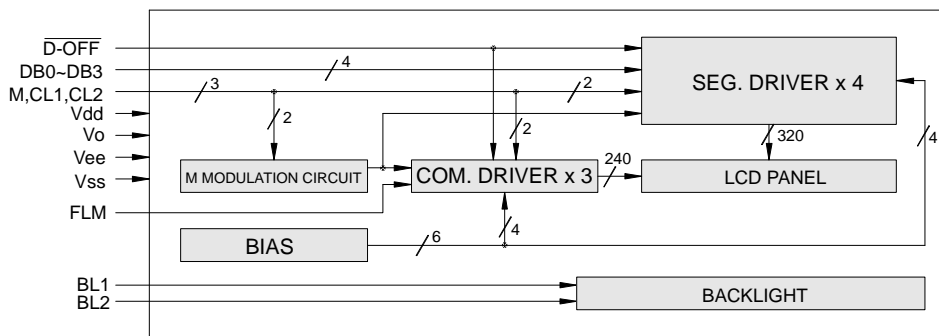 D-OFF
DB0~DB3
4
SEG. DRIVER x 4
M,CL1,CL2
3
2
2
2
4
Vdd
Vo
Vee
Vss
320
M MODULATION CIRCUIT
COM. DRIVER x 3
240
LCD PANEL
FLM
4
BIAS
6
BL1
BL2
BACKLIGHT